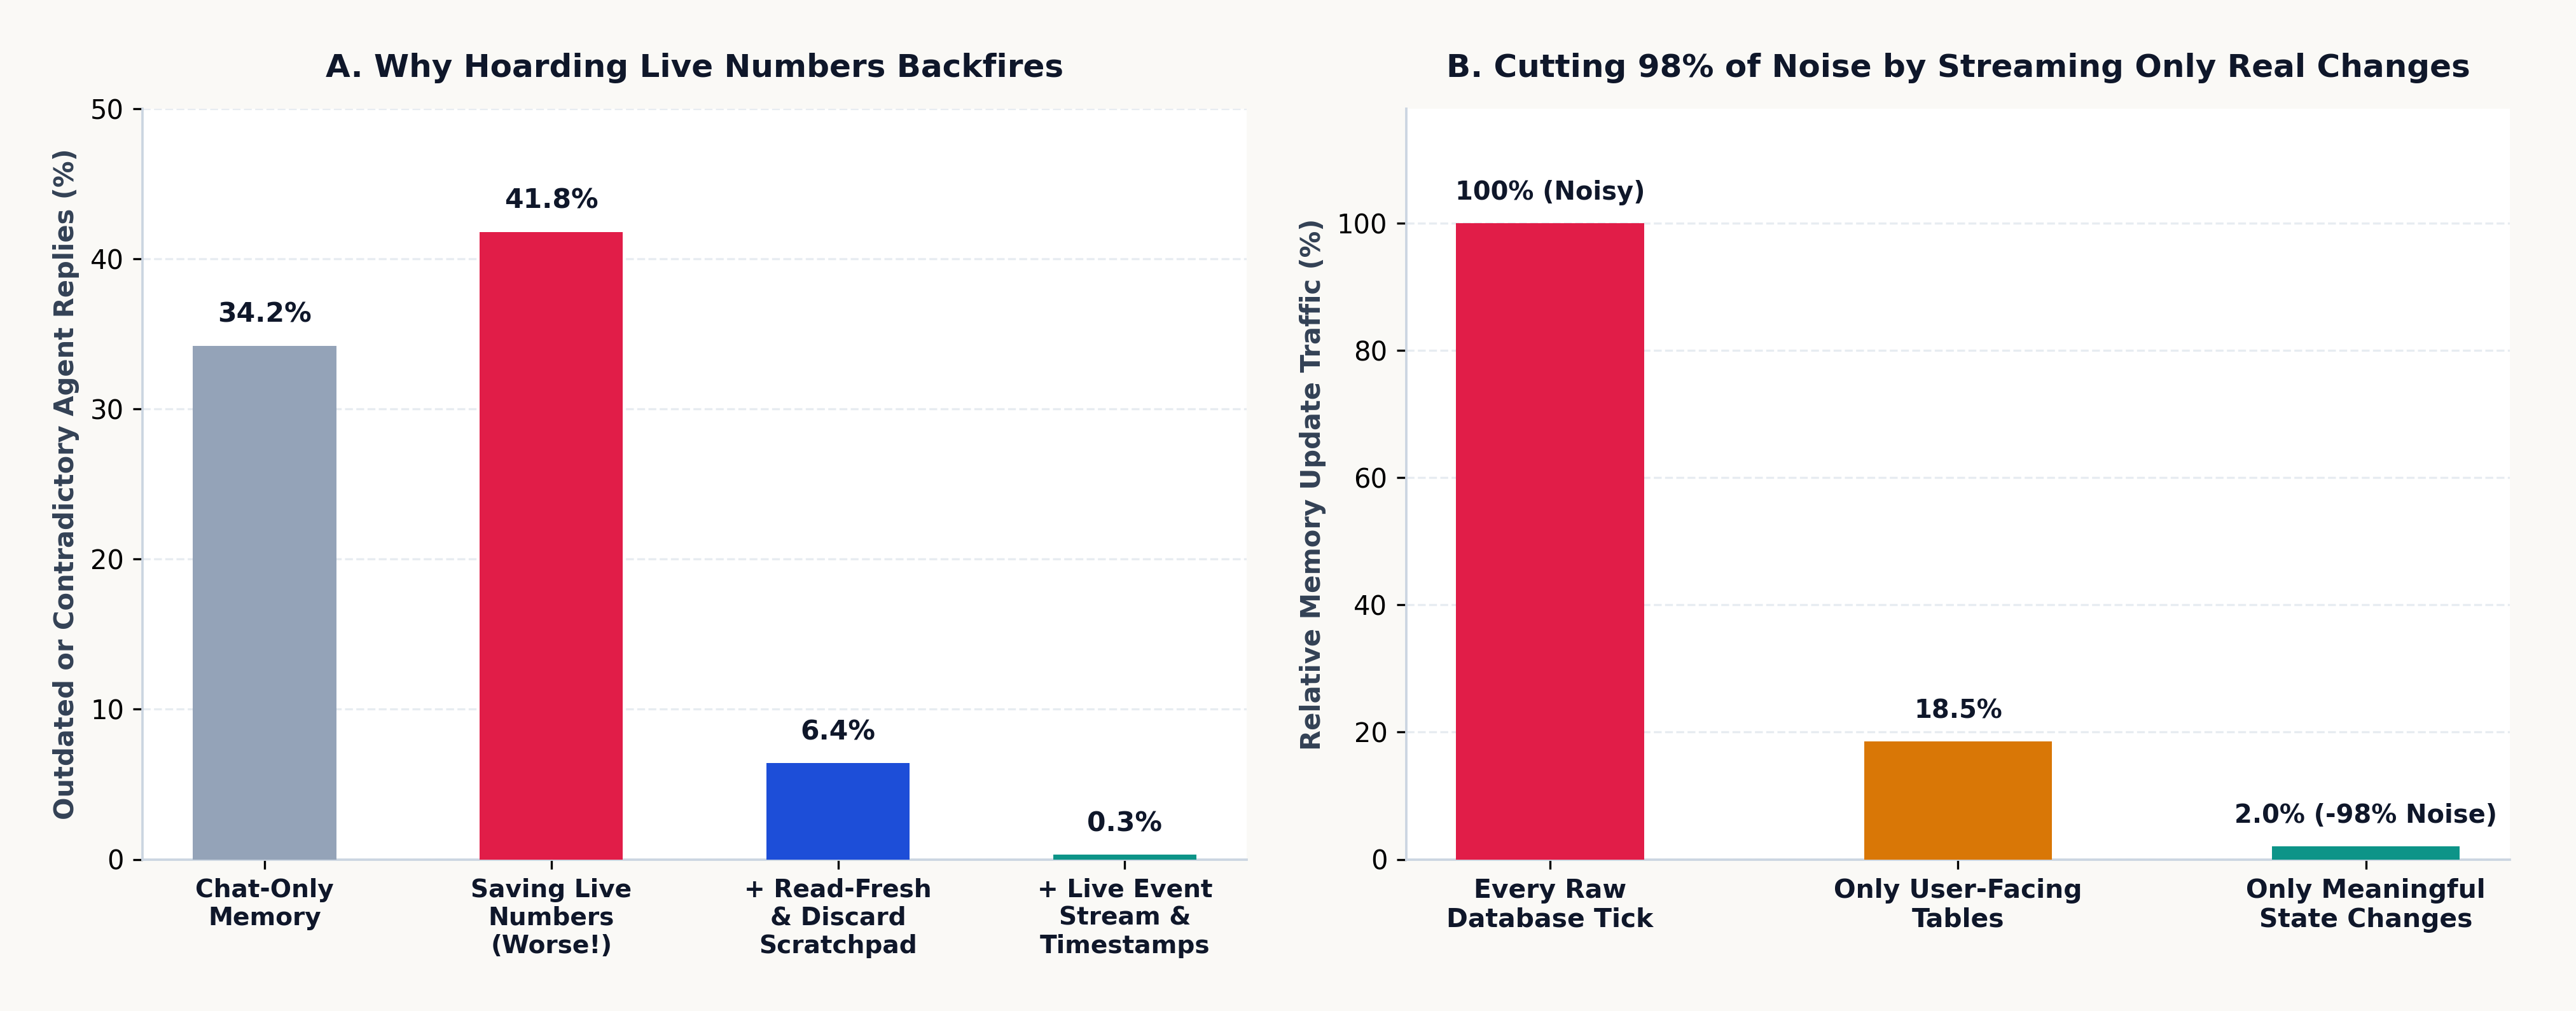 A. Why Hoarding Live Numbers Backfires
Outdated or Contradictory Agent Replies (%)
50
40
30
20
10
0
34.2%
41.8%
6.4%
0.3%
Chat-Only
Memory
Saving Live
Numbers
(Worse!)
+ Read-Fresh
& Discard
Scratchpad
+ Live Event
Stream &
Timestamps
B. Cutting 98% of Noise by Streaming Only Real Changes
Relative Memory Update Traffic (%)
100
80
60
40
20
0
100% (Noisy)
18.5%
2.0% (-98% Noise)
Every Raw
Database Tick
Only User-Facing
Tables
Only Meaningful
State Changes